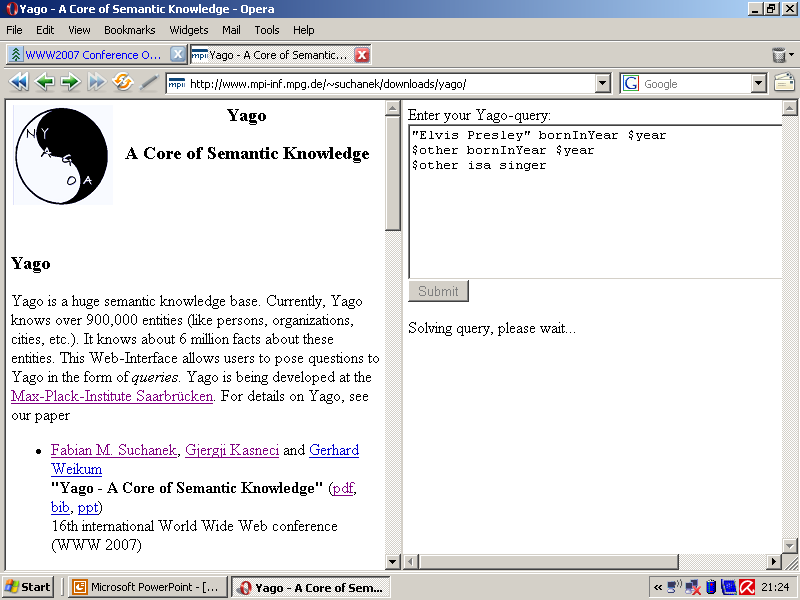 Yago - A Core of Semantic Knowledge - Opera
File Edit View Bookmarks Widgets Mail Tools Help
WWW2007 Conference O... mpii Yago - A Core of Semantic...
mpii http://www.mpi-inf.mpg.de/~suchanek/downloads/yago/ G Google
N Y A G O A
Yago
A Core of Semantic Knowledge
Yago
Yago is a huge semantic knowledge base. Currently, Yago
knows over 900,000 entities (like persons, organizations,
cities, etc.). It knows about 6 million facts about these
entities. This Web-Interface allows users to pose questions to
Yago in the form of queries. Yago is being developed at the
Max-Plack-Institute Saarbrücken. For details on Yago, see
our paper
Fabian M. Suchanek, Gjergji Kasneci and Gerhard
Weikum
"Yago - A Core of Semantic Knowledge" (pdf,
bib, ppt)
16th international World Wide Web conference
(WWW 2007)
Enter your Yago-query:
"Elvis Presley" bornInYear $year
$other bornInYear $year
$other isa singer
Submit
Solving query, please wait...
Start Microsoft PowerPoint - [... Yago - A Core of Sem... « 21:24